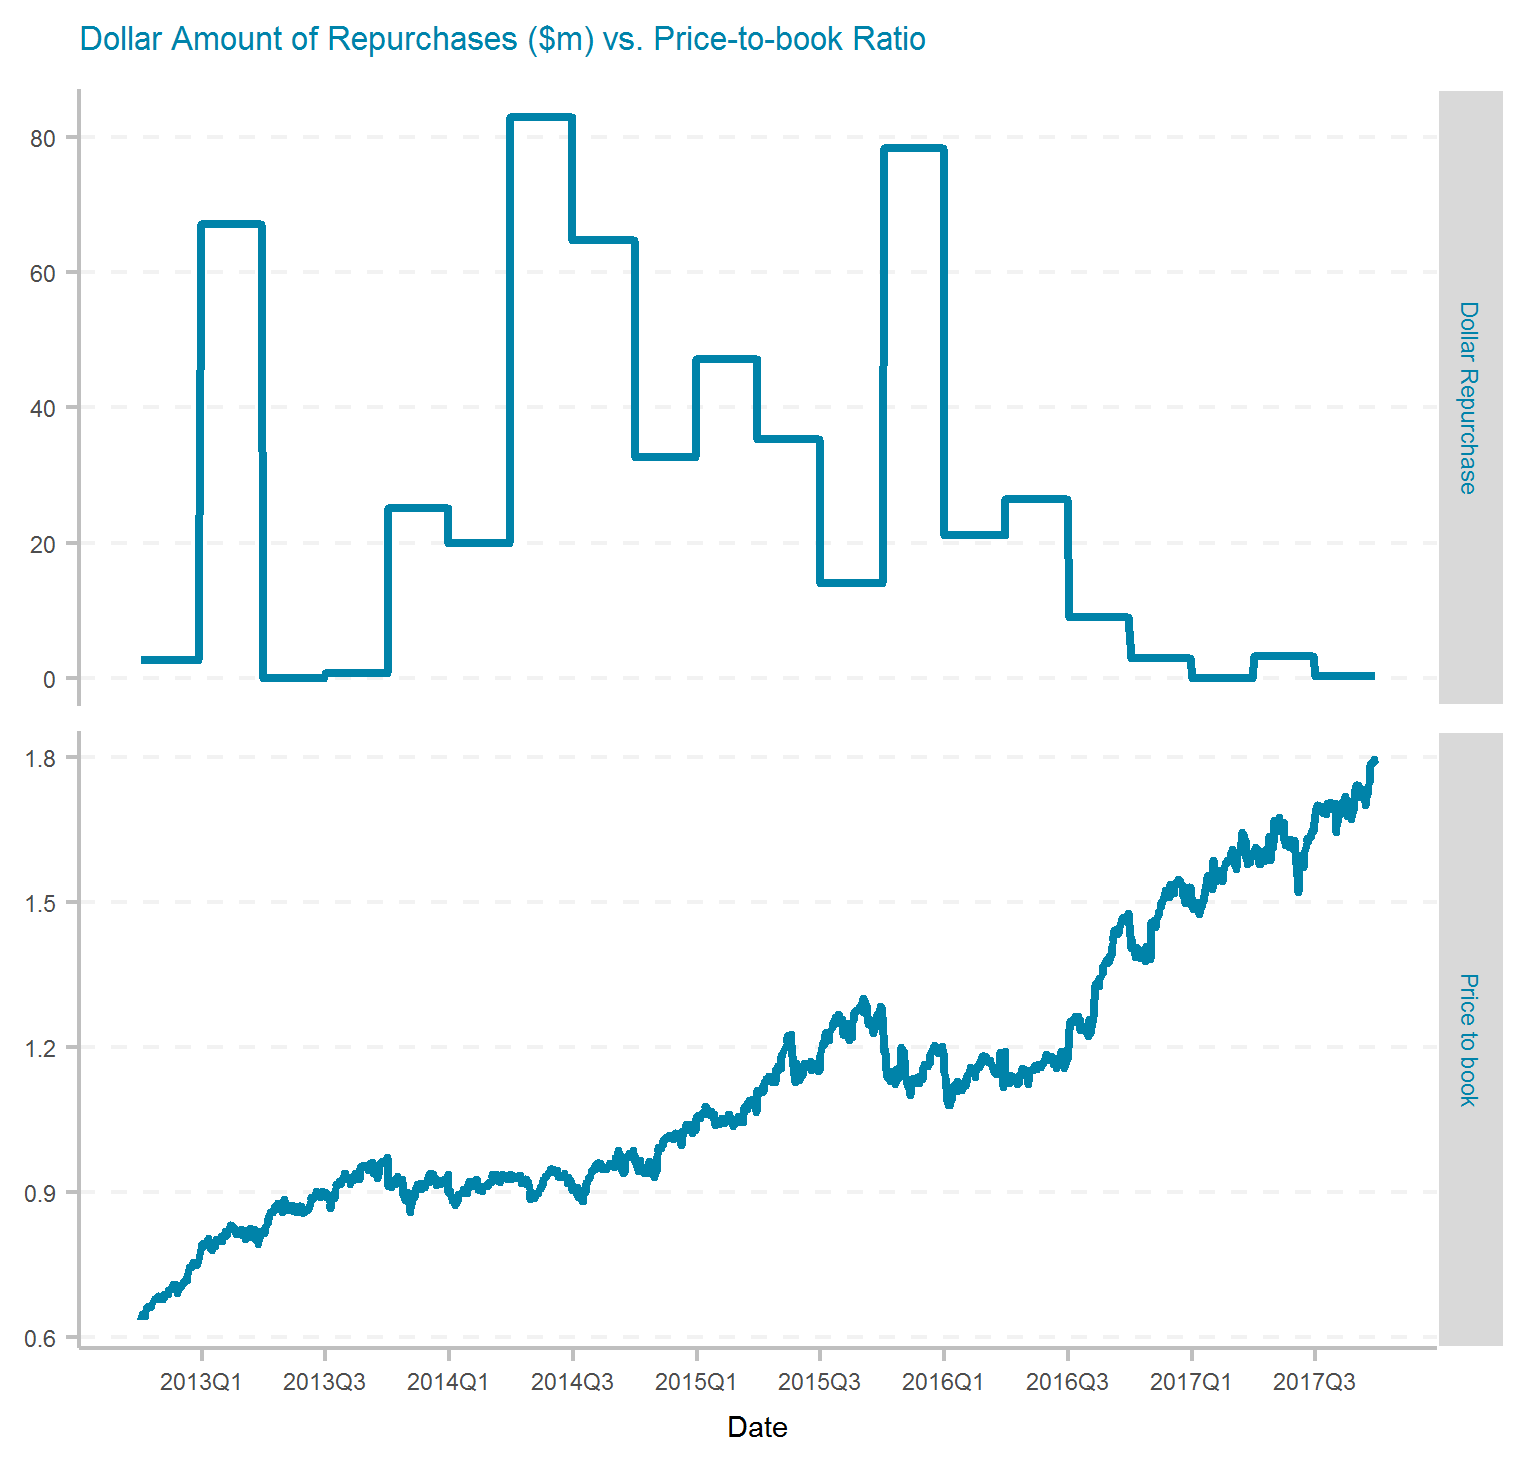 Dollar Amount of Repurchases ($m) vs. Price-to-book Ratio
80
60
40
20
0
Dollar Repurchase
1.8
1.5
1.2
0.9
0.6
Price to book
2013Q1 2013Q3 2014Q1 2014Q3 2015Q1 2015Q3 2016Q1 2016Q3 2017Q1 2017Q3
Date